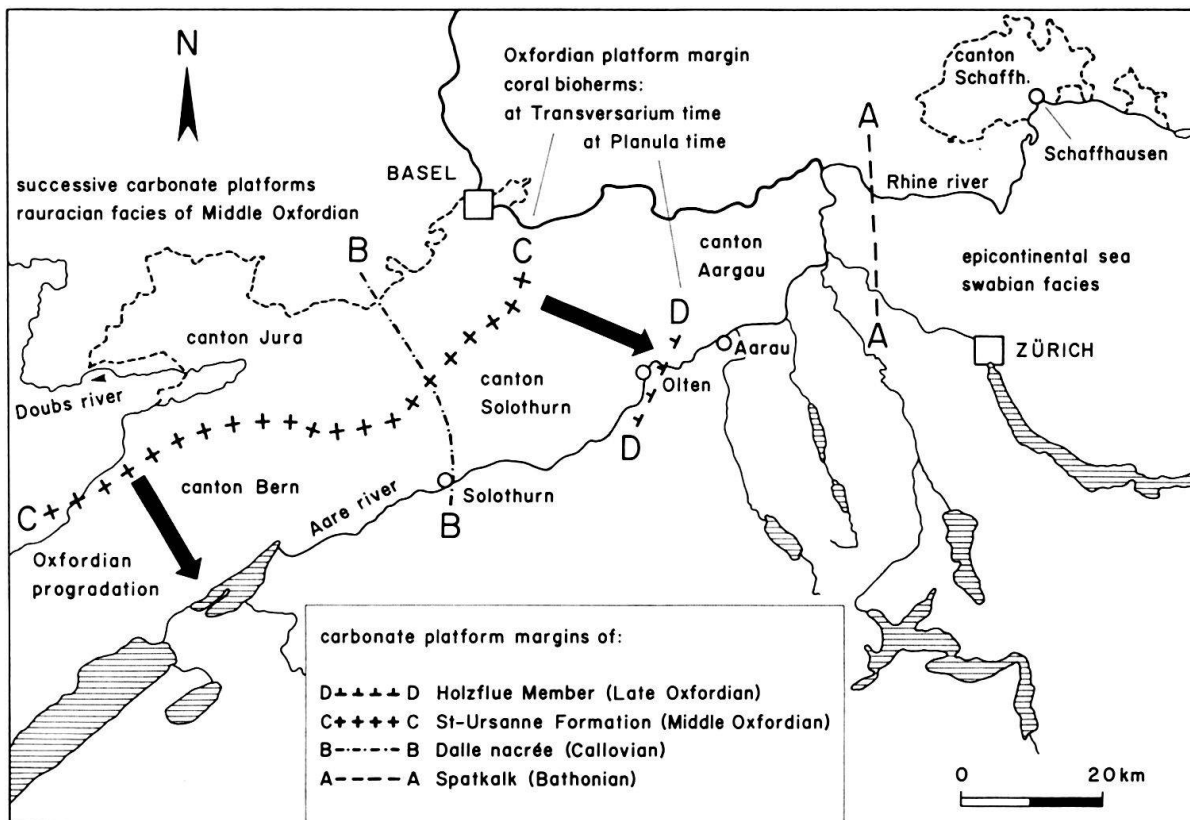 N
Oxfordian platform margin
coral bioherms:
at Transversarium time
at Planula time
canton
Schaffh.
Schaffhausen
A
successive carbonate platforms
rauracian facies of Middle Oxfordian
BASEL
Rhine river
B
C
canton
Aargau
epicontinental sea
swabian facies
D
A
canton Jura
Aarau
ZÜRICH
Doubs river
canton
Solothurn
Olten
D
canton Bern
Aare river
Solothurn
C
B
Oxfordian
progradation
carbonate platform margins of:
D D Holzflue Member (Late Oxfordian)
C++++ C St-Ursanne Formation (Middle Oxfordian)
B-·-·-·- B Dalle nacrée (Callovian)
A---- A Spatkalk (Bathonian)
0 20 km